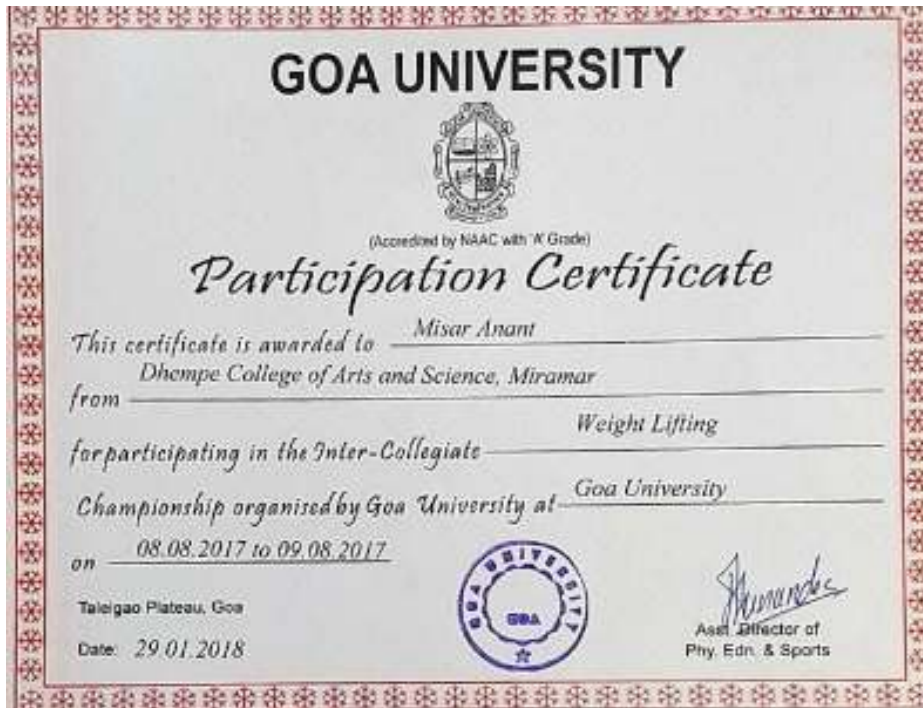 GOA UNIVERSITY
(Accredited by NAAC with 'A' Grade)
Participation Certificate
This certificate is awarded to Misar Anant
from Dhempe College of Arts and Science, Miramar
for participating in the Inter-Collegiate Weight Lifting
Championship organised by Goa University at Goa University
on 08.08.2017 to 09.08.2017
Taleigao Plateau, Goa
Date: 29.01.2018
GOA UNIVERSITY
GOA
Asst. Director of
Phy. Edn. & Sports